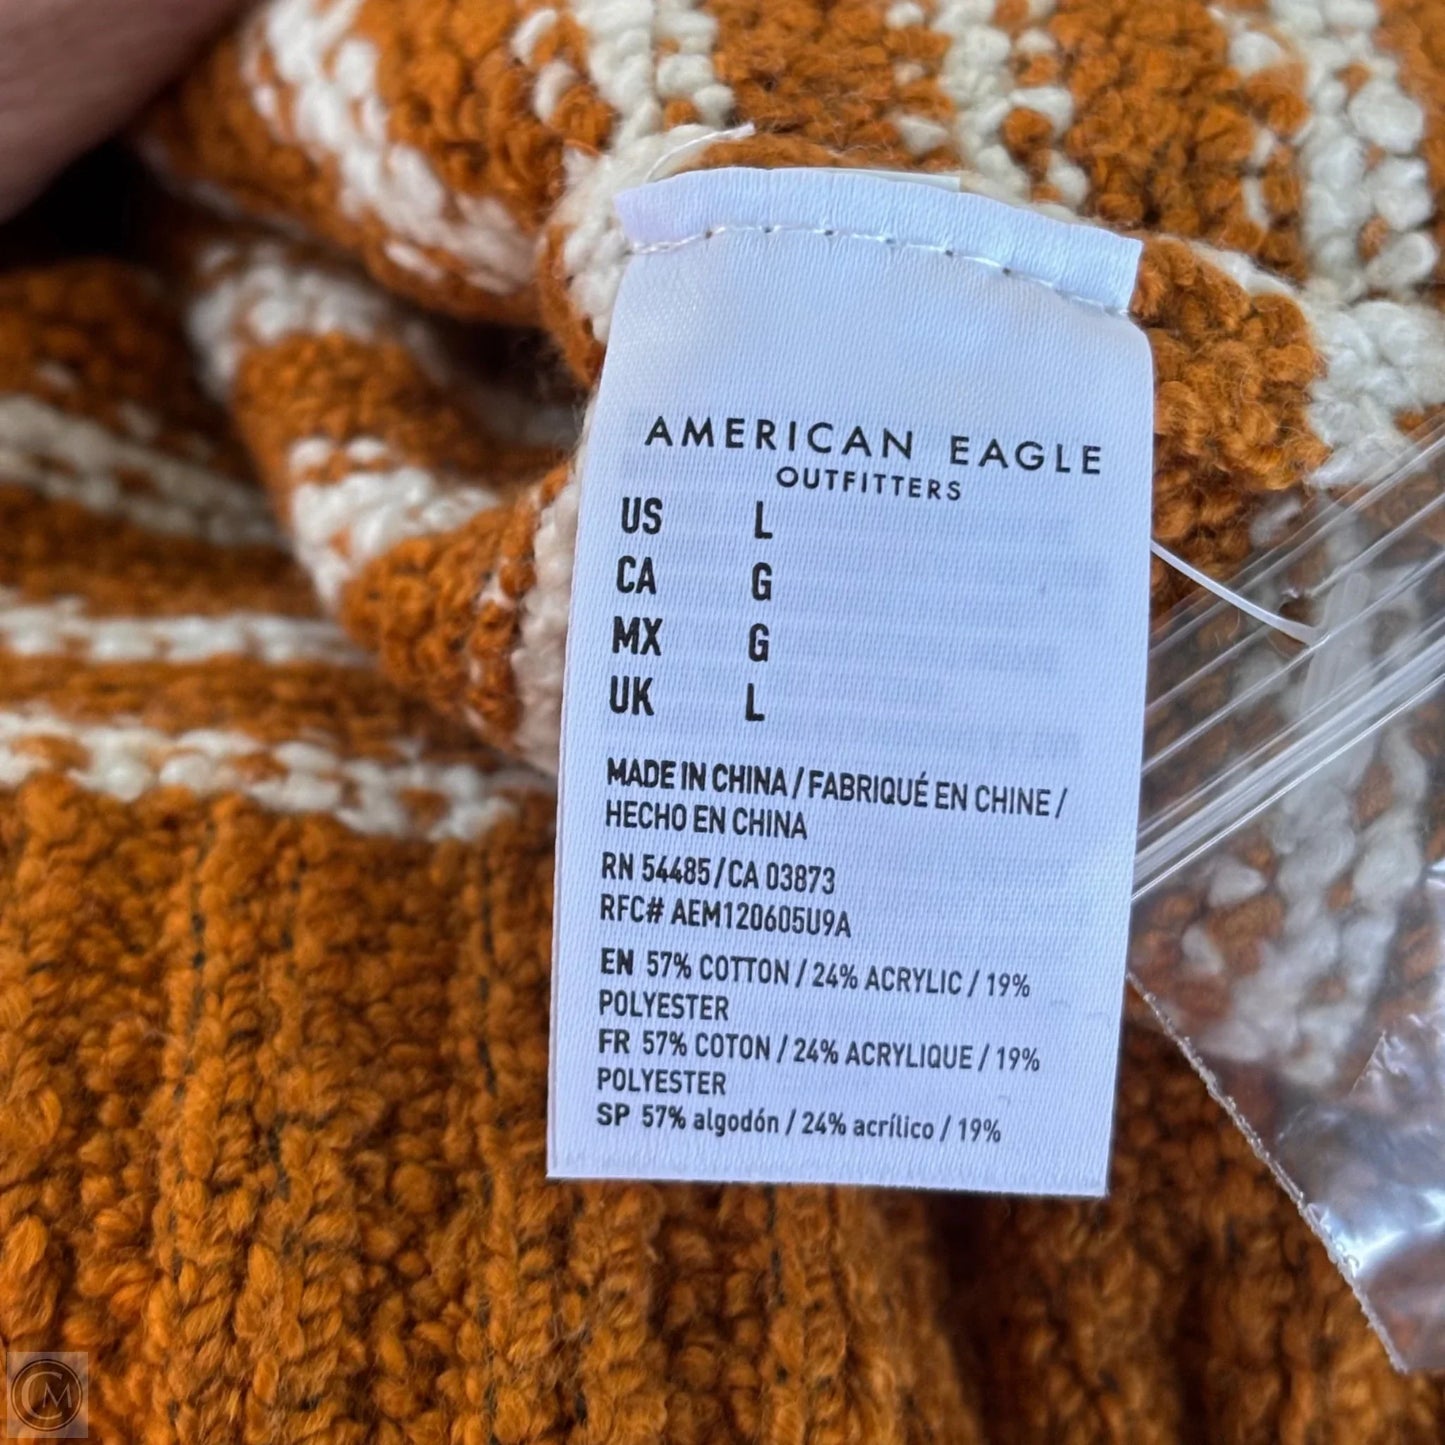 AMERICAN EAGLE
OUTFITTERS
US L
CA G
MX G
UK L
MADE IN CHINA / FABRIQUÉ EN CHINE /
HECHO EN CHINA
RN 54485 / CA 03873
RFC# AEM120605U9A
EN 57% COTTON / 24% ACRYLIC / 19%
POLYESTER
FR 57% COTON / 24% ACRYLIQUE / 19%
POLYESTER
SP 57% algodón / 24% acrílico / 19%
CM